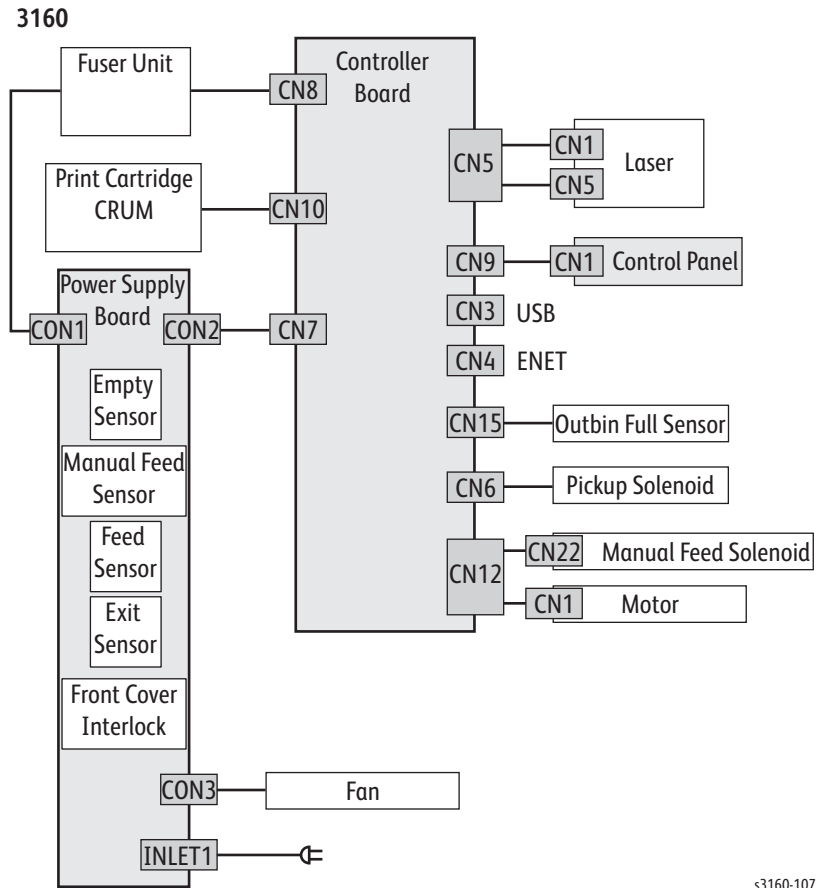 3160
Fuser Unit
CN8
Controller
Board
CN5
CN1
CN5
Laser
Print Cartridge
CRUM
CN10
CN9
CN1
Control Panel
Power Supply
Board
CON1
CON2
CN7
CN3
USB
CN4
ENET
Empty
Sensor
CN15
Outbin Full Sensor
Manual Feed
Sensor
CN6
Pickup Solenoid
Feed
Sensor
CN12
CN22
Manual Feed Solenoid
CN1
Motor
Exit
Sensor
Front Cover
Interlock
CON3
Fan
INLET1
s3160-107